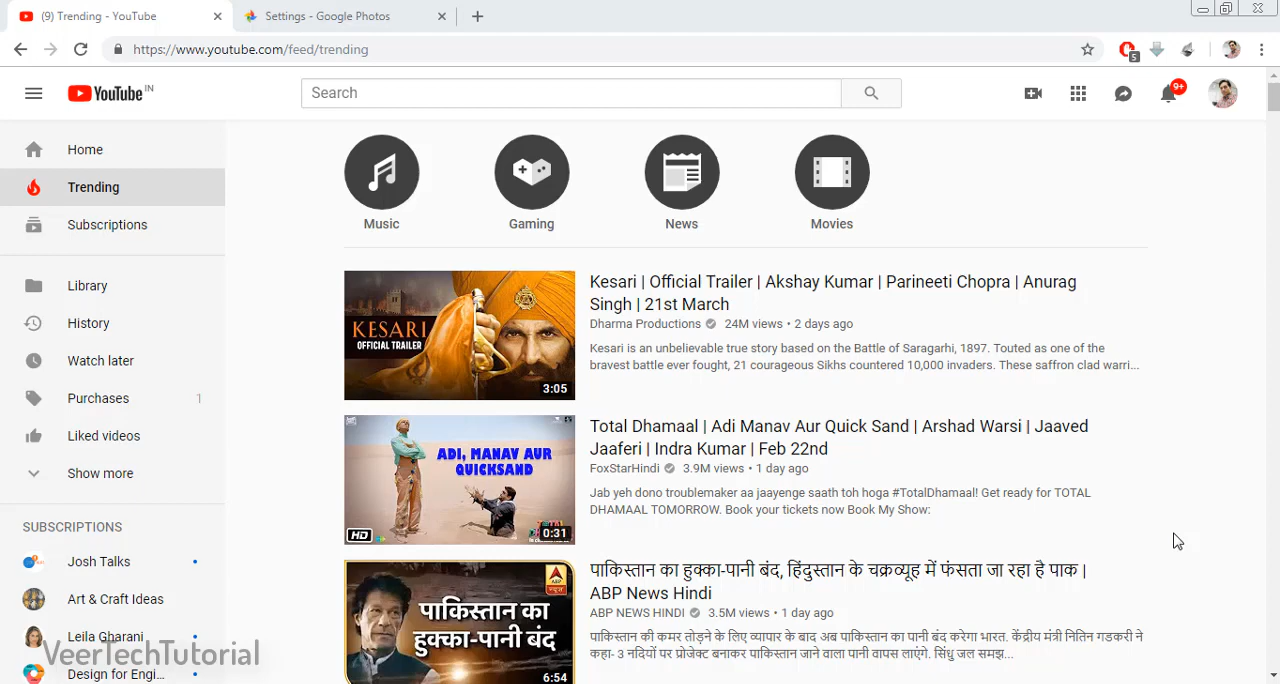 (9) Trending - YouTube
Settings - Google Photos
https://www.youtube.com/feed/trending
5
YouTube IN
Search
9+
Home
Trending
Subscriptions
Library
History
Watch later
Purchases 1
Liked videos
Show more
SUBSCRIPTIONS
Josh Talks
Art & Craft Ideas
Leila Gharani
Design for Engi...
VeerTechTutorial
Music
Gaming
News
Movies
KESARI
OFFICIAL TRAILER
3:05
Kesari | Official Trailer | Akshay Kumar | Parineeti Chopra | Anurag
Singh | 21st March
Dharma Productions 24M views • 2 days ago
Kesari is an unbelievable true story based on the Battle of Saragarhi, 1897. Touted as one of the
bravest battle ever fought, 21 courageous Sikhs countered 10,000 invaders. These saffron clad warri...
ADI, MANAV AUR
QUICKSAND
HD
0:31
Total Dhamaal | Adi Manav Aur Quick Sand | Arshad Warsi | Jaaved
Jaaferi | Indra Kumar | Feb 22nd
FoxStarHindi 3.9M views • 1 day ago
Jab yeh dono troublemaker aa jaayenge saath toh hoga #TotalDhamaal! Get ready for TOTAL
DHAMAAL TOMORROW. Book your tickets now Book My Show:
ABP
न्यूज़
पाकिस्तान का
हुक्का-पानी बंद
6:54
पाकिस्तान का हुक्का-पानी बंद, हिंदुस्तान के चक्रव्यूह में फंसता जा रहा है पाक |
ABP News Hindi
ABP NEWS HINDI 3.5M views • 1 day ago
पाकिस्तान की कमर तोड़ने के लिए व्यापार के बाद अब पाकिस्तान का पानी बंद करेगा भारत. केंद्रीय मंत्री नितिन गडकरी ने
कहा- 3 नदियों पर प्रोजेक्ट बनाकर पाकिस्तान जाने वाला पानी वापस लाएंगे. सिंधु जल समझ...